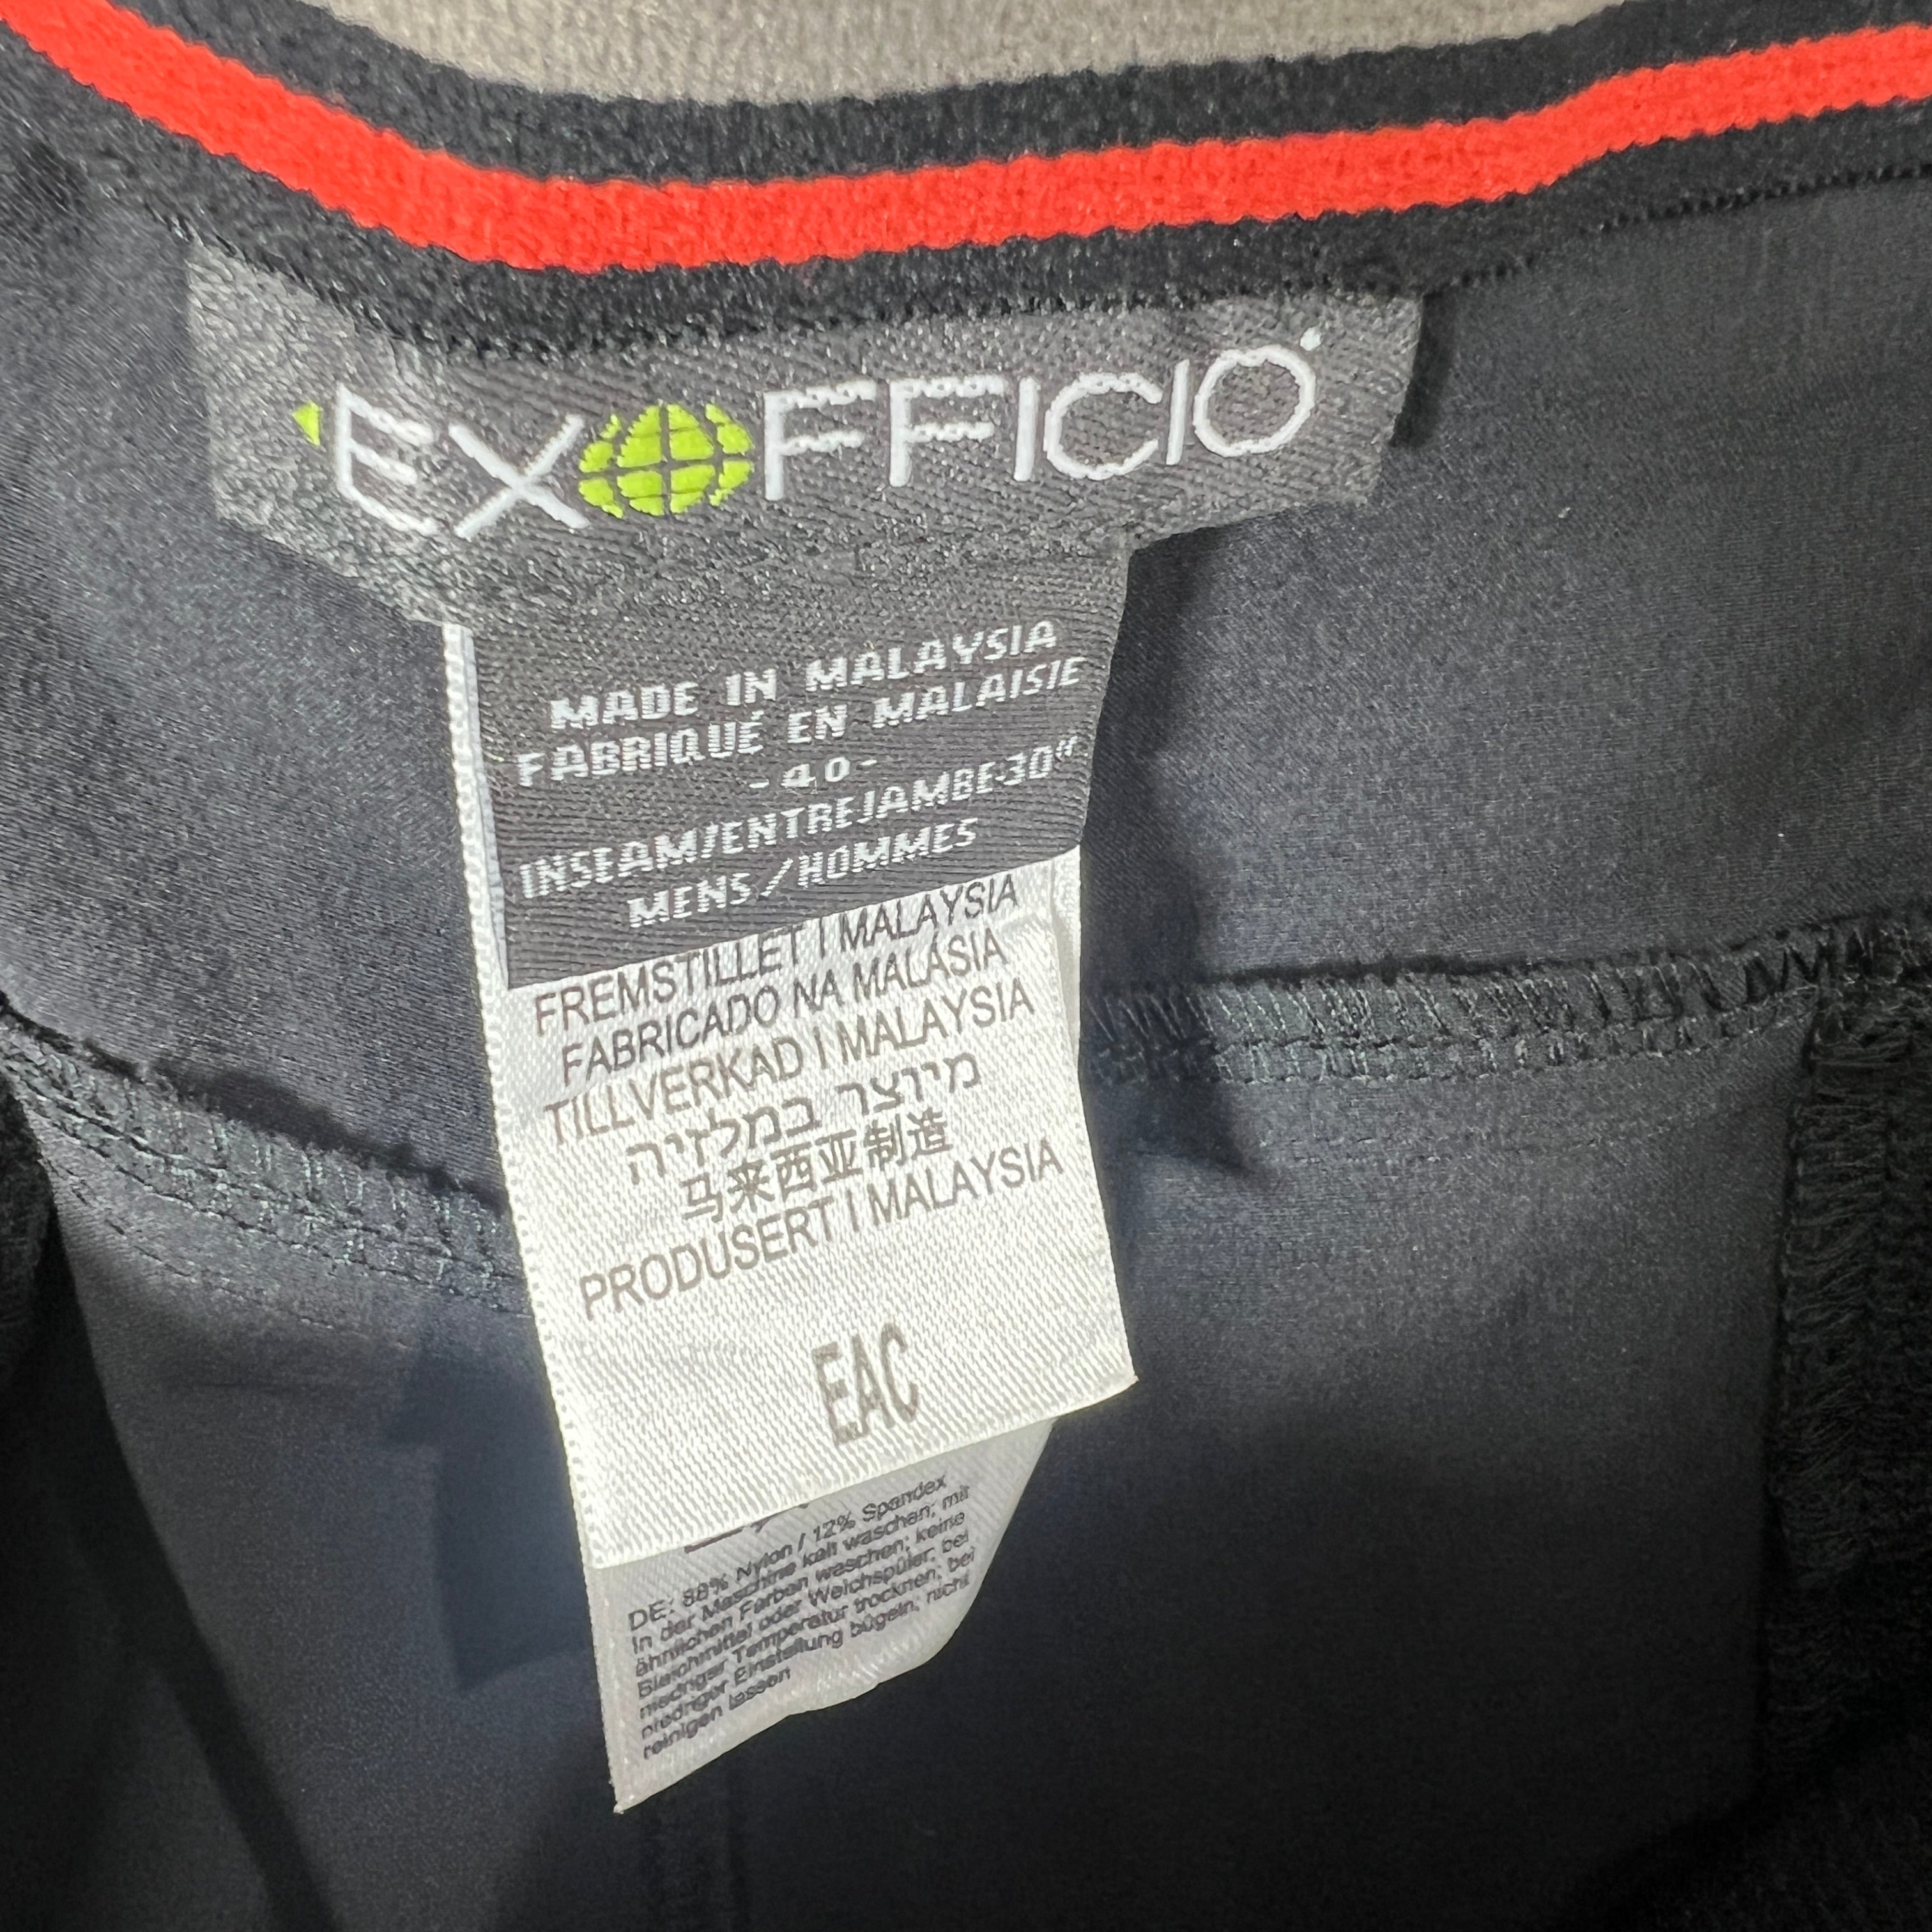 EXOFFICIO
MADE IN MALAYSIA
FABRIQUÉ EN MALAISIE
-40-
INSEAM/ENTREJAMBE-30"
MENS/HOMMES
FREMSTILLET I MALAYSIA
FABRICADO NA MALÁSIA
TILLVERKAD I MALAYSIA
מיוצר במלזיה
马来西亚制造
PRODUSERT I MALAYSIA
EAC
DE: 88% Nylon / 12% Spandex
In der Maschine kalt waschen; mit
ähnlichen Farben waschen; keine
Bleichmittel oder Weichspüler; bei
niedriger Temperatur trocknen; bei
niedriger Einstellung bügeln; nicht
reinigen lassen